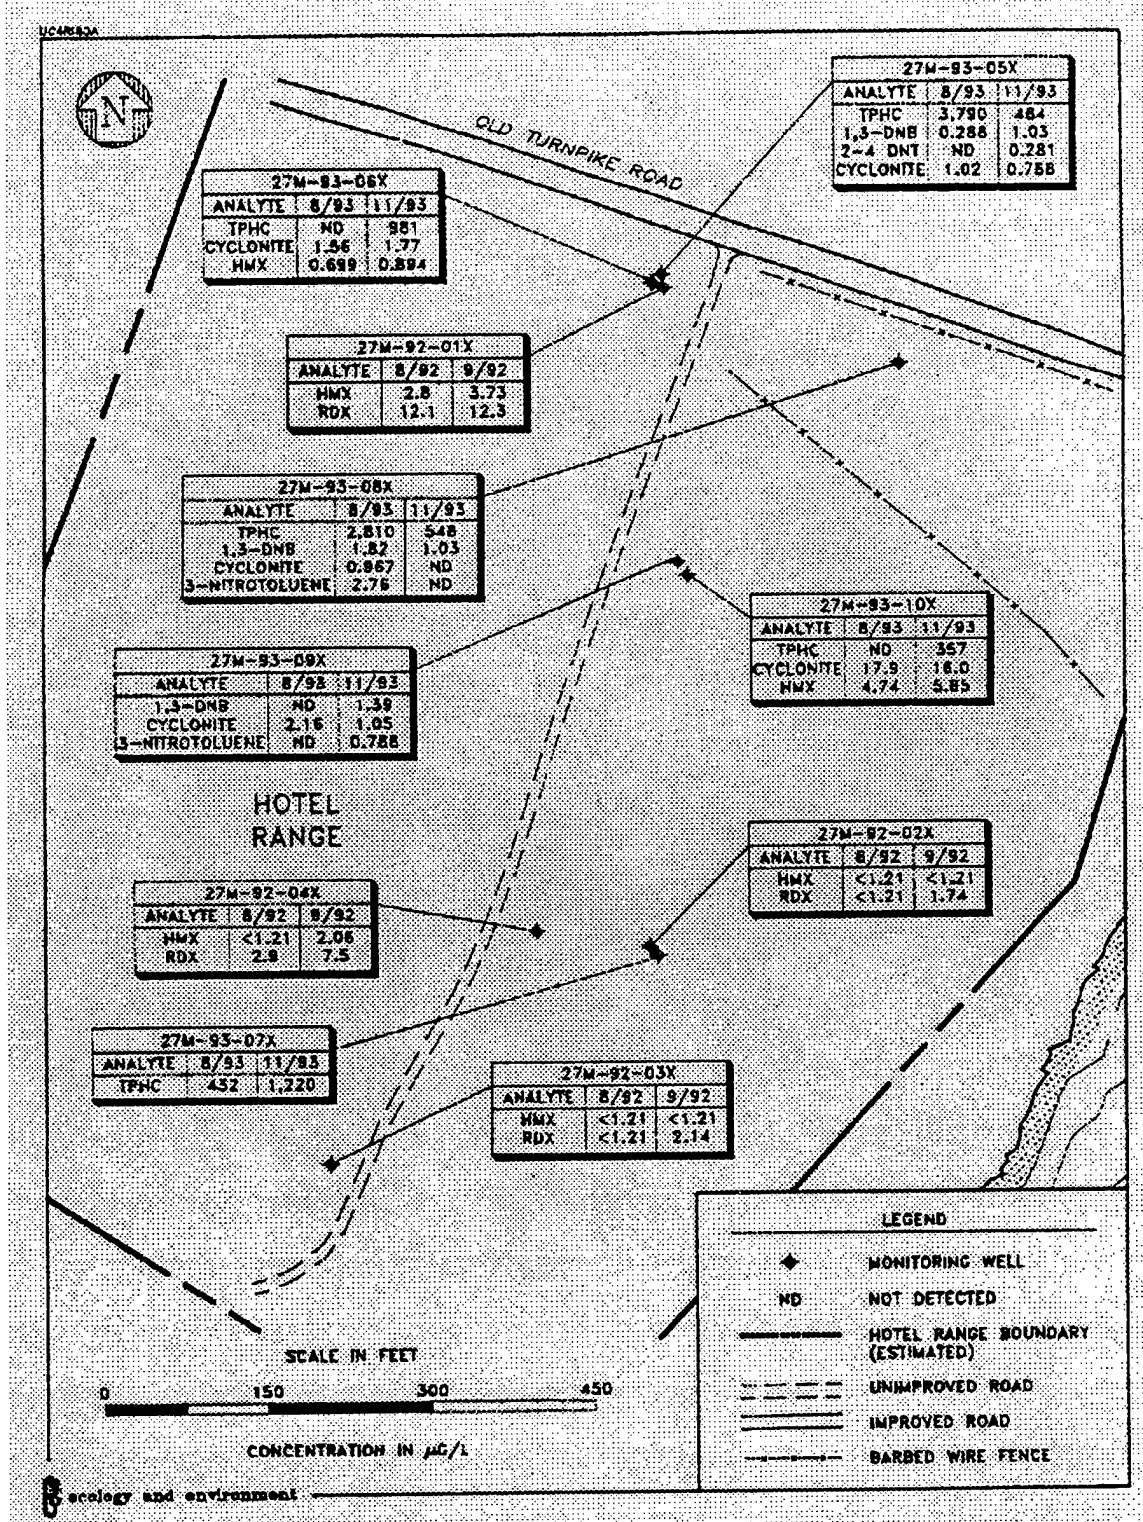 27M-93-05X
ANALYTE 8/93 11/93
TPHC 3,790 464
1,3-DNB 0.288 1.03
2-4 DNT ND 0.281
CYCLONITE 1.02 0.788
N
OLD TURNPIKE ROAD
27M-93-06X
ANALYTE 8/93 11/93
TPHC ND 981
CYCLONITE 1.56 1.77
HMX 0.699 0.894
27M-92-01X
ANALYTE 8/92 9/92
HMX 2.8 3.73
RDX 12.1 12.3
27M-93-08X
ANALYTE 8/93 11/93
TPHC 2,810 548
1,3-DNB 1.82 1.03
CYCLONITE 0.967 ND
3-NITROTOLUENE 2.76 ND
27M-93-10X
ANALYTE 8/93 11/93
TPHC ND 357
CYCLONITE 17.9 16.0
HMX 4.74 5.85
27M-93-09X
ANALYTE 8/93 11/93
1,3-DNB ND 1.39
CYCLONITE 2.16 1.05
3-NITROTOLUENE ND 0.788
HOTEL
RANGE
27M-92-02X
ANALYTE 8/92 9/92
HMX <1.21 <1.21
RDX <1.21 1.74
27M-92-04X
ANALYTE 8/92 9/92
HMX <1.21 2.06
RDX 2.9 7.5
27M-93-07X
ANALYTE 8/93 11/93
TPHC 432 1,220
27M-92-03X
ANALYTE 8/92 9/92
HMX <1.21 <1.21
RDX <1.21 2.14
LEGEND
MONITORING WELL
ND NOT DETECTED
HOTEL RANGE BOUNDARY
(ESTIMATED)
UNIMPROVED ROAD
IMPROVED ROAD
BARBED WIRE FENCE
SCALE IN FEET
0 150 300 450
CONCENTRATION IN µG/L
ecology and environment